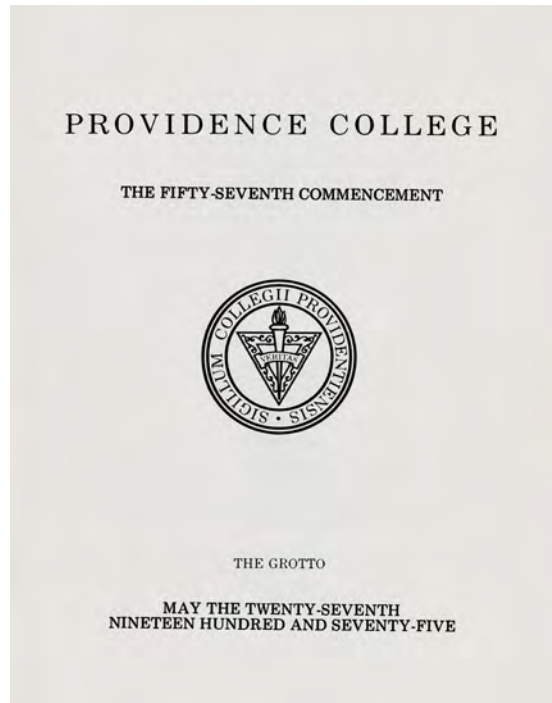 PROVIDENCE COLLEGE
THE FIFTY-SEVENTH COMMENCEMENT
SIGILLUM COLLEGII PROVIDENTIENSIS
VERITAS
THE GROTTO
MAY THE TWENTY-SEVENTH
NINETEEN HUNDRED AND SEVENTY-FIVE